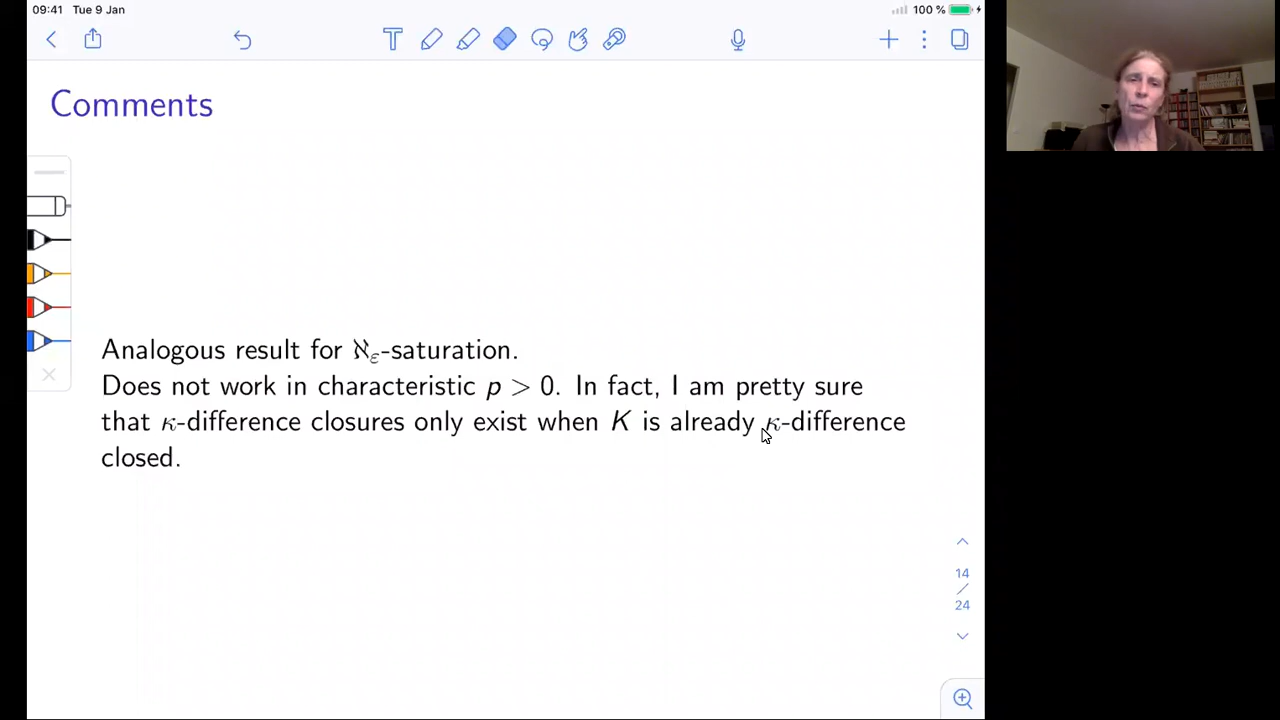 09:41 Tue 9 Jan
100 %
Comments
Analogous result for ℵ_ε-saturation.
Does not work in characteristic p > 0. In fact, I am pretty sure
that κ-difference closures only exist when K is already κ-difference
closed.
14
/
24